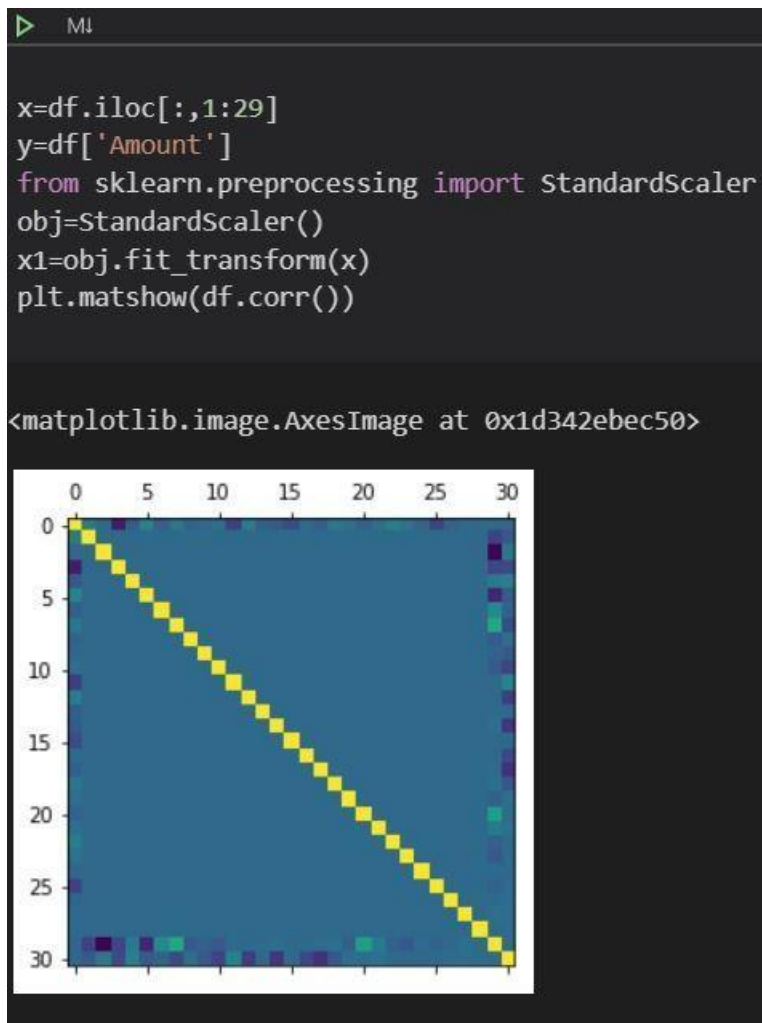 M↓
x=df.iloc[:,1:29]
y=df['Amount']
from sklearn.preprocessing import StandardScaler
obj=StandardScaler()
x1=obj.fit_transform(x)
plt.matshow(df.corr())
<matplotlib.image.AxesImage at 0x1d342ebec50>
0 5 10 15 20 25 30
0
5
10
15
20
25
30